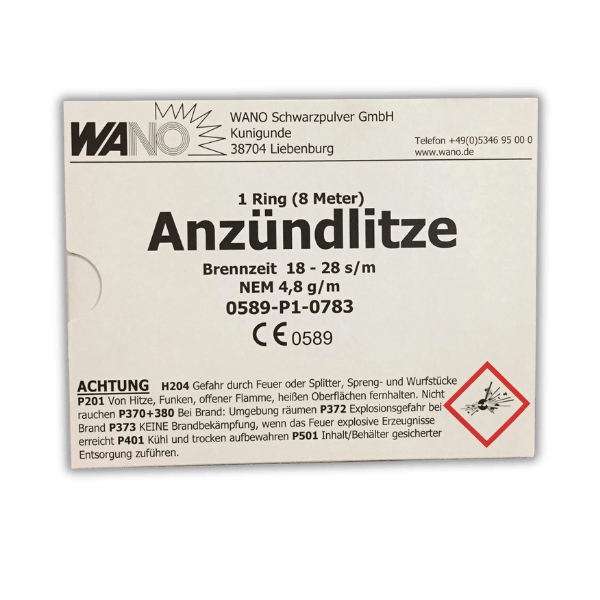 WANO
WANO Schwarzpulver GmbH
Kunigunde
38704 Liebenburg
Telefon +49(0)5346 95 00 0
www.wano.de
1 Ring (8 Meter)
Anzündlitze
Brennzeit 18 - 28 s/m
NEM 4,8 g/m
0589-P1-0783
CE 0589
ACHTUNG H204 Gefahr durch Feuer oder Splitter, Spreng- und Wurfstücke
P201 Von Hitze, Funken, offener Flamme, heißen Oberflächen fernhalten. Nicht
rauchen P370+380 Bei Brand: Umgebung räumen P372 Explosionsgefahr bei
Brand P373 KEINE Brandbekämpfung, wenn das Feuer explosive Erzeugnisse
erreicht P401 Kühl und trocken aufbewahren P501 Inhalt/Behälter gesicherter
Entsorgung zuführen.